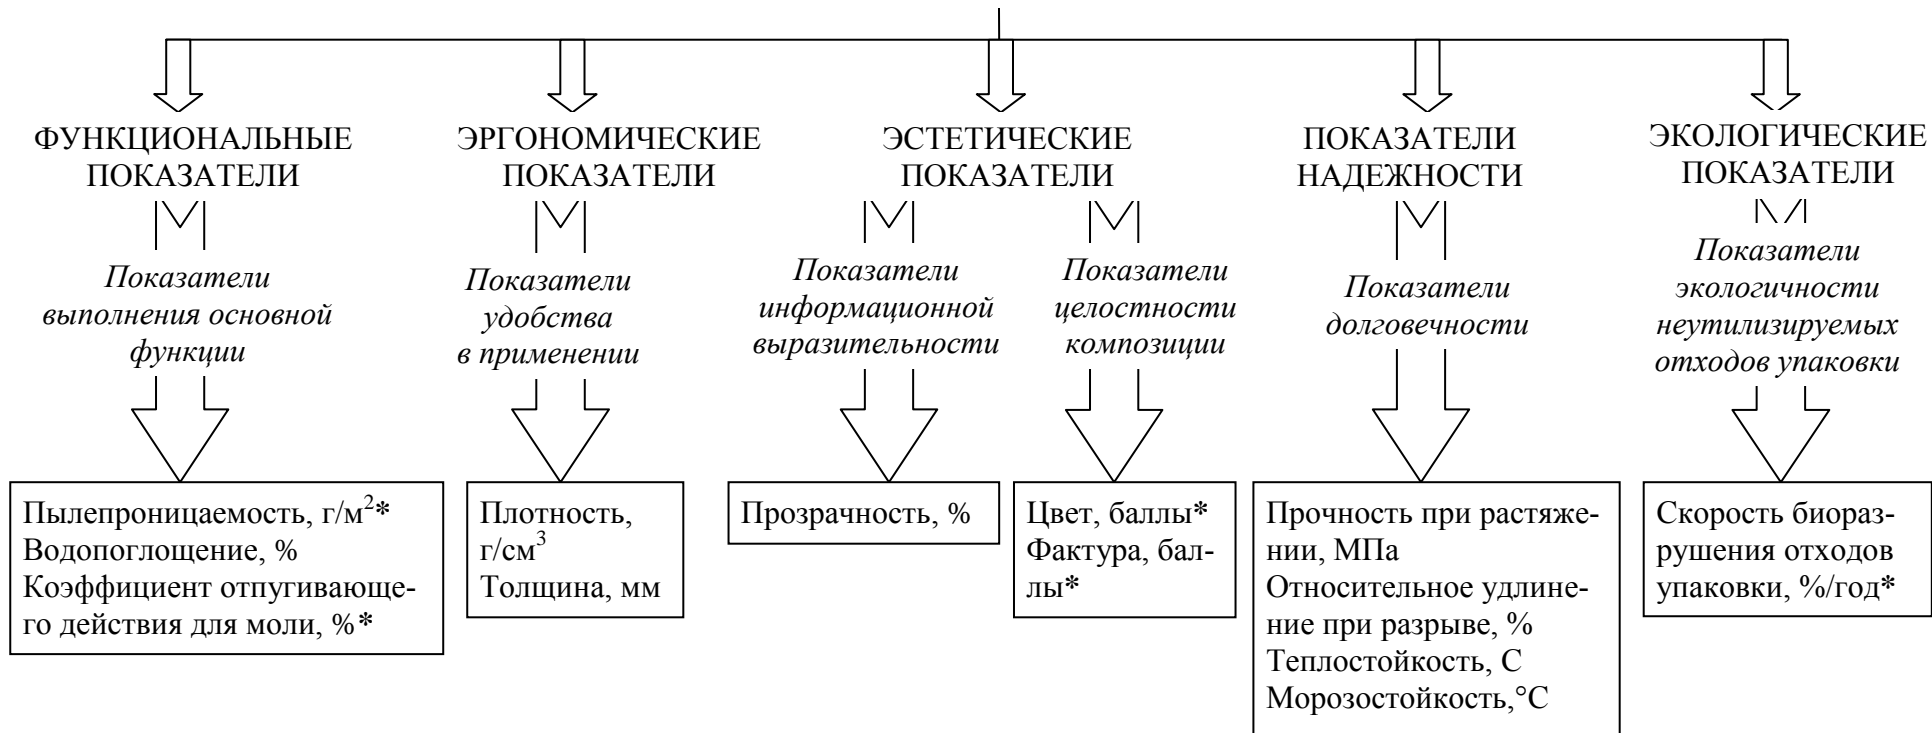 ФУНКЦИОНАЛЬНЫЕ
ПОКАЗАТЕЛИ
Показатели
выполнения основной
функции
Пылепроницаемость, г/м²*
Водопоглощение, %
Коэффициент отпугивающе-
го действия для моли, %*
ЭРГОНОМИЧЕСКИЕ
ПОКАЗАТЕЛИ
Показатели
удобства
в применении
Плотность,
г/см³
Толщина, мм
ЭСТЕТИЧЕСКИЕ
ПОКАЗАТЕЛИ
Показатели
информационной
выразительности
Прозрачность, %
Показатели
целостности
композиции
Цвет, баллы*
Фактура, бал-
лы*
ПОКАЗАТЕЛИ
НАДЕЖНОСТИ
Показатели
долговечности
Прочность при растяже-
нии, МПа
Относительное удлине-
ение при разрыве, %
Теплостойкость, С
Морозостойкость,°С
ЭКОЛОГИЧЕСКИЕ
ПОКАЗАТЕЛИ
Показатели
экологичности
неутилизируемых
отходов упаковки
Скорость биораз-
рушения отходов
упаковки, %/год*